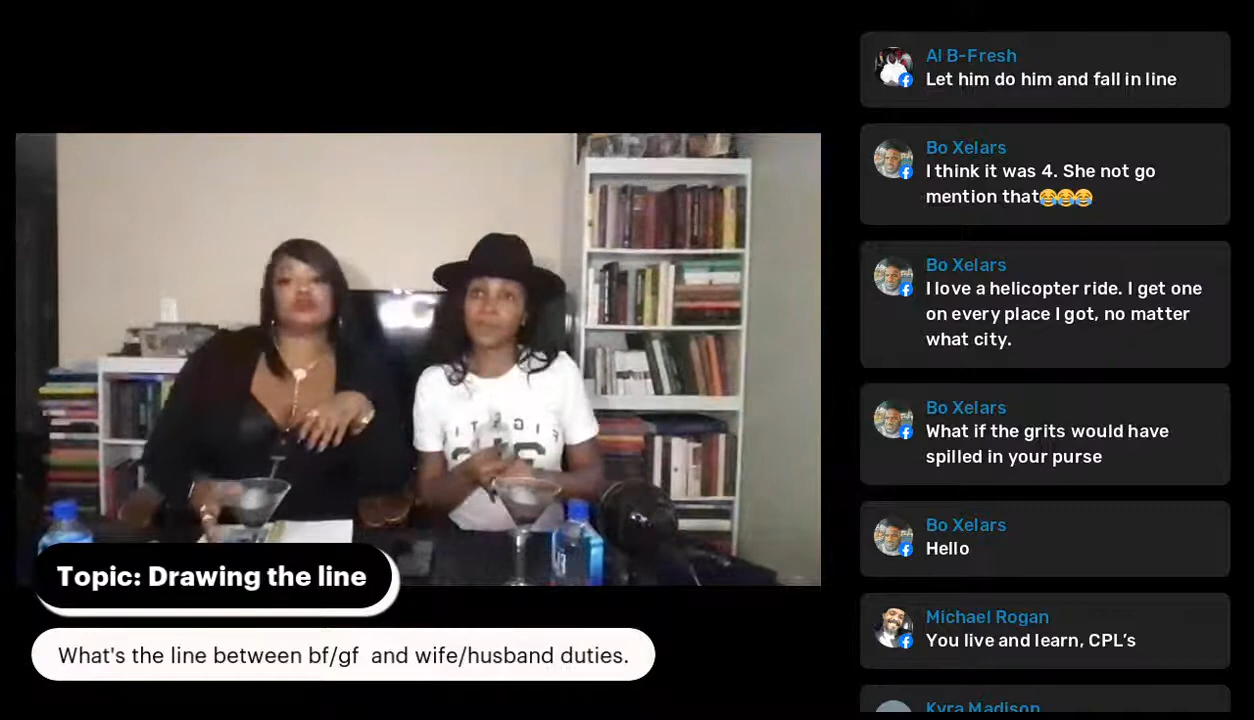 Topic: Drawing the line
What's the line between bf/gf and wife/husband duties.
Al B-Fresh
Let him do him and fall in line
Bo Xelars
I think it was 4. She not go
mention that😂😂😂
Bo Xelars
I love a helicopter ride. I get one
on every place I got, no matter
what city.
Bo Xelars
What if the grits would have
spilled in your purse
Bo Xelars
Hello
Michael Rogan
You live and learn, CPL’s
Kyra Madison